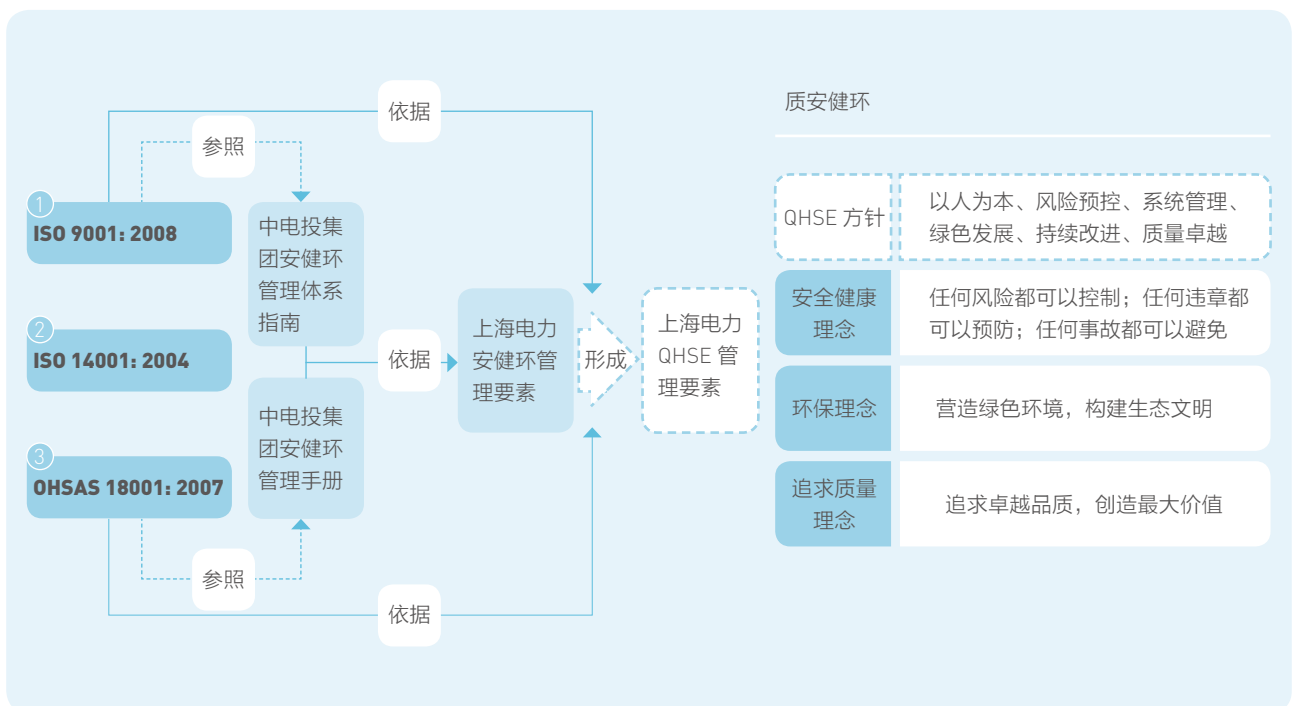 依据
参照
1
ISO 9001: 2008
2
ISO 14001: 2004
3
OHSAS 18001: 2007
参照
依据
中电投集
团安健环
管理体系
指南
中电投集
团安健环
管理手册
依据
上海电力
安健环管
理要素
形成
上海电力
QHSE 管
理要素
质安健环
QHSE 方针
以人为本、风险预控、系统管理、
绿色发展、持续改进、质量卓越
安全健康
理念
任何风险都可以控制；任何违章都
可以预防；任何事故都可以避免
环保理念
营造绿色环境，构建生态文明
追求质量
理念
追求卓越品质，创造最大价值